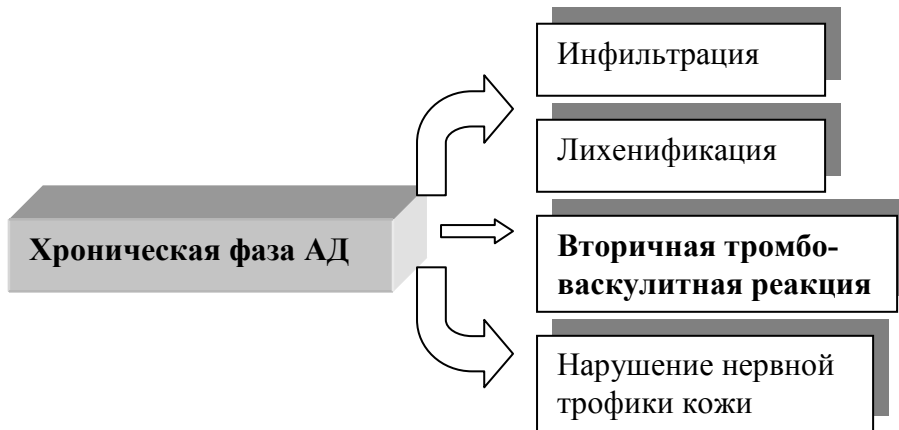 Инфильтрация
Лихенификация
Хроническая фаза АД
Вторичная тромбо-
васкулитная реакция
Нарушение нервной
трофики кожи